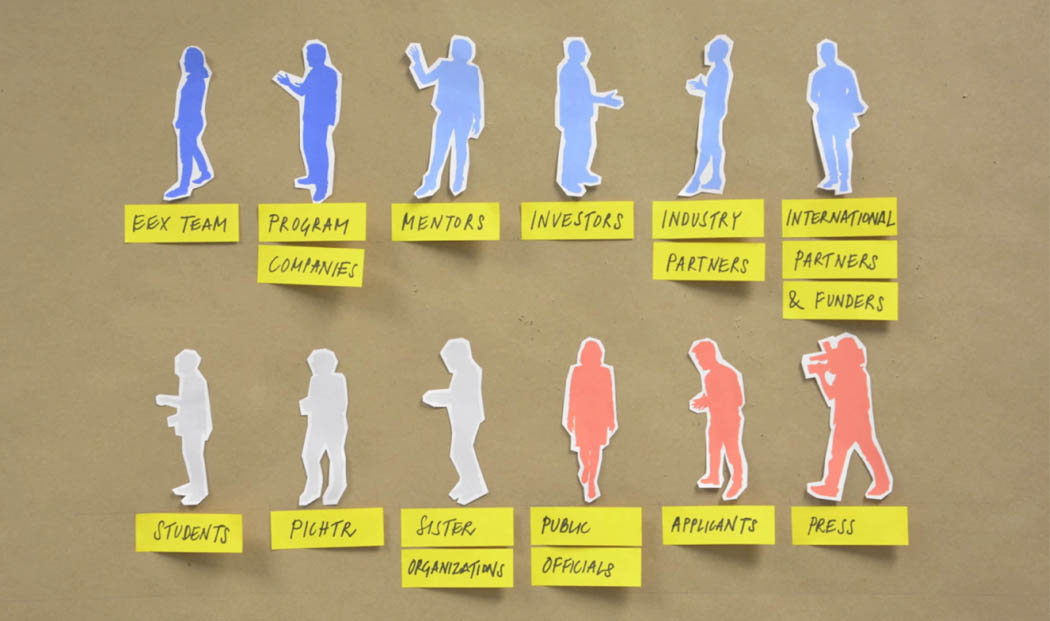 EEX TEAM
PROGRAM
COMPANIES
MENTORS
INVESTORS
INDUSTRY
PARTNERS
INTERNATIONAL
PARTNERS
& FUNDERS
STUDENTS
PICHTR
SISTER
ORGANIZATIONS
PUBLIC
OFFICIALS
APPLICANTS
PRESS